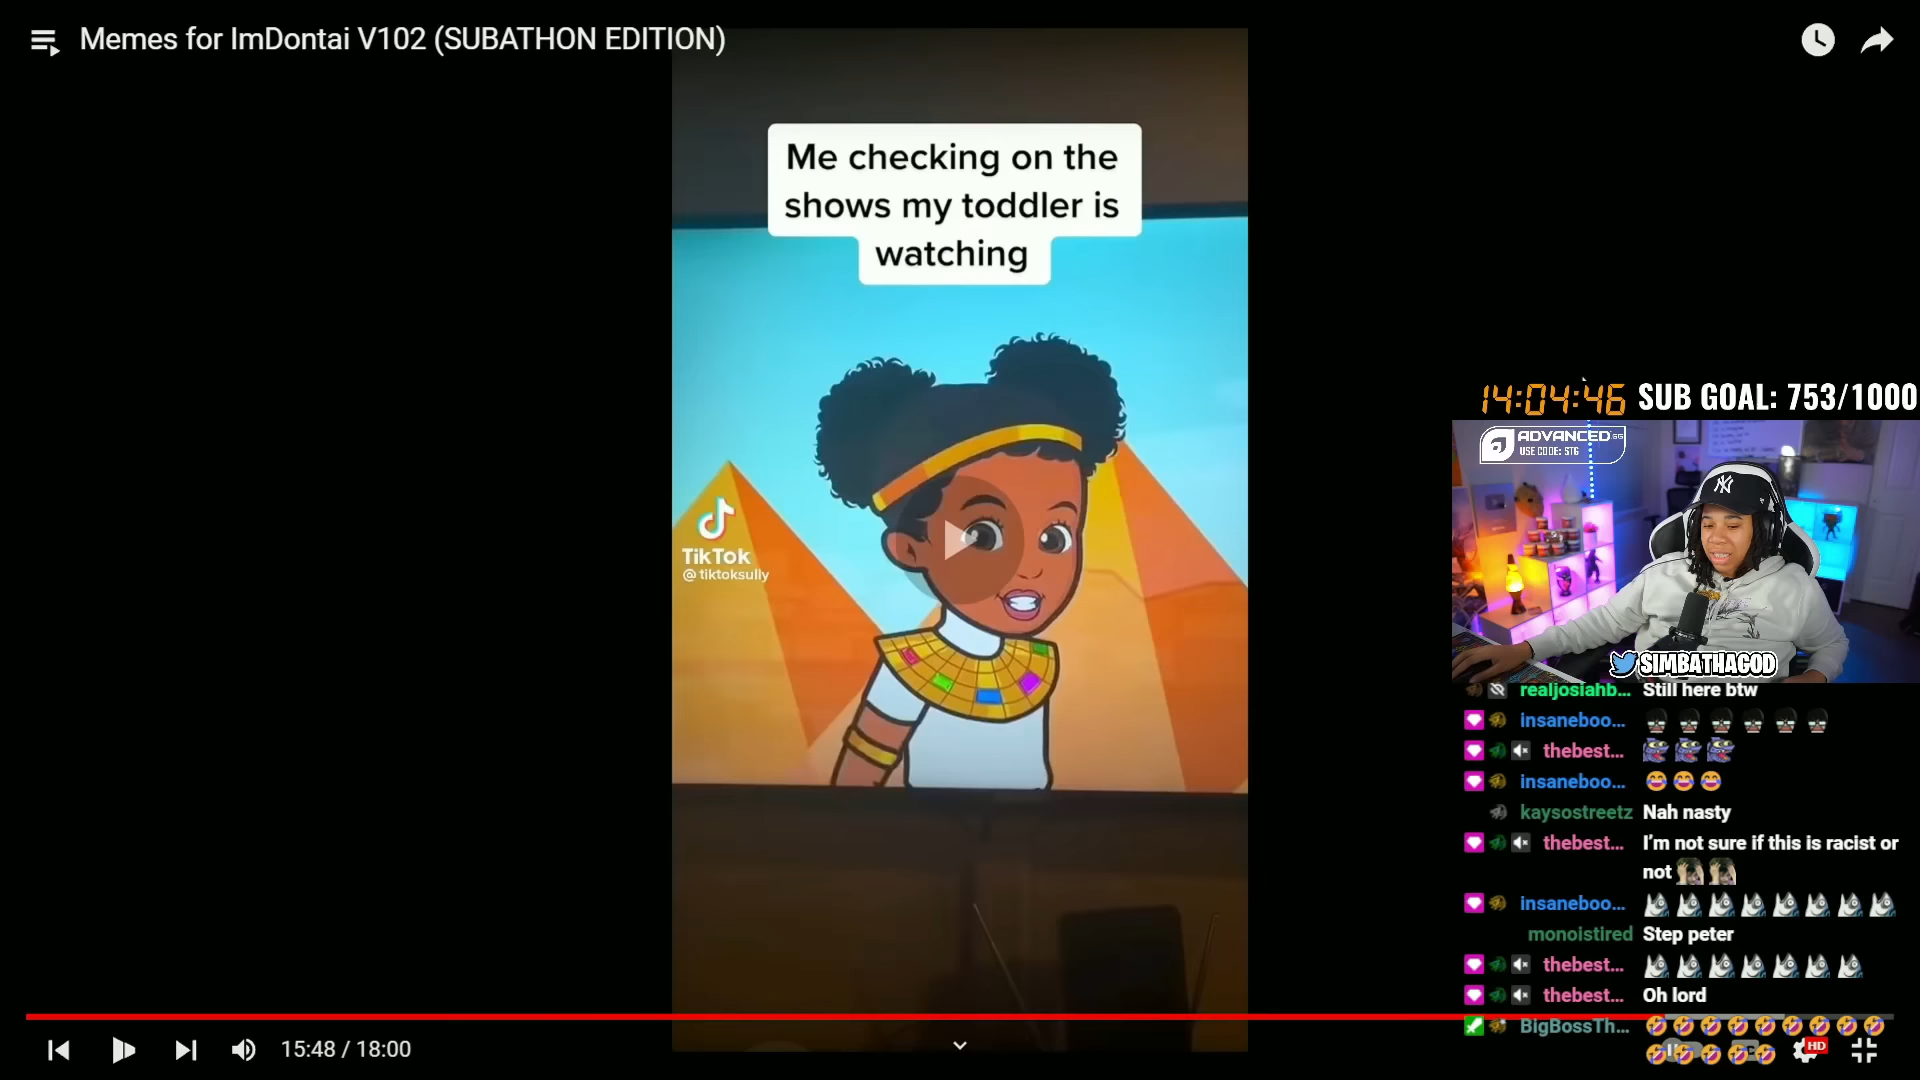 Memes for ImDontai V102 (SUBATHON EDITION)
Me checking on the
shows my toddler is
watching
TikTok
@tiktoksully
14:04:46 SUB GOAL: 753/1000
ADVANCED.GG
USE CODE: STG
NY
SIMBATHAGOD
realjosiahb... Still here btw
insaneboo...
thebest...
insaneboo...
kaysostreetz Nah nasty
thebest... I'm not sure if this is racist or
not
insaneboo...
monoistired Step peter
thebest...
thebest... Oh lord
BigBossTh...
15:48 / 18:00
HD